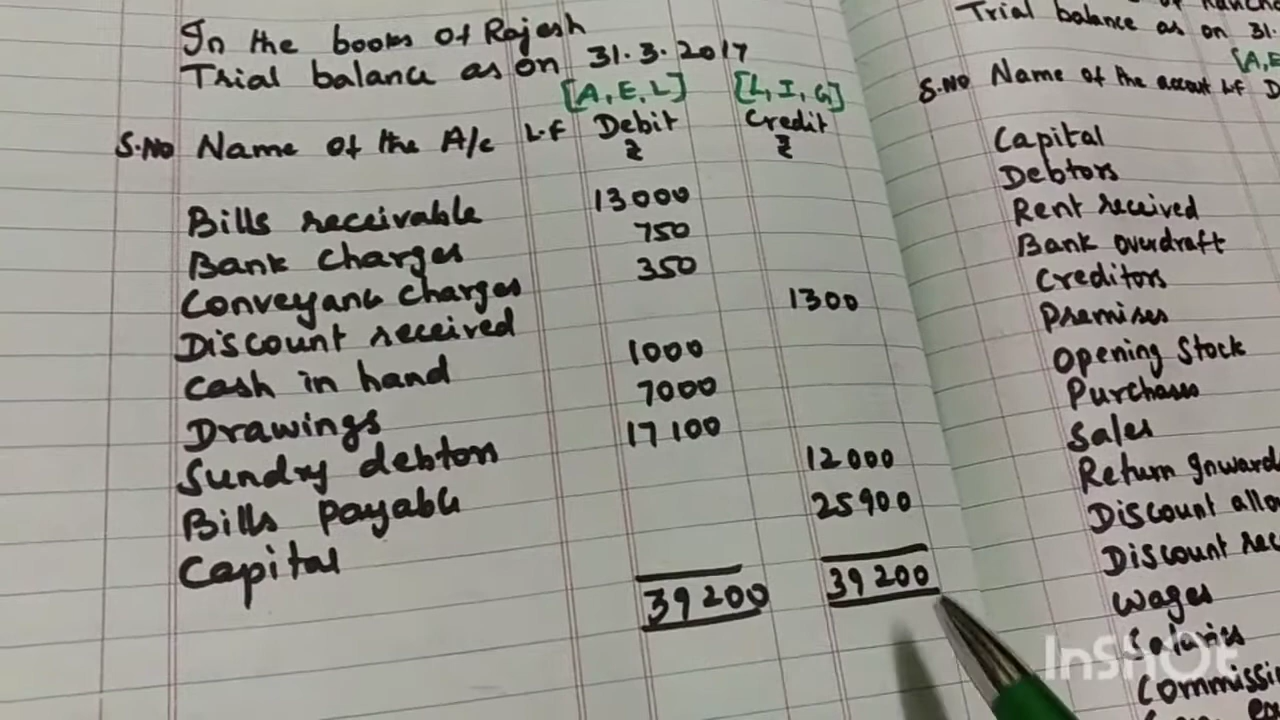 In the books of Rajesh
Trial balance as on 31.3.2017
[A, E, L] [L, I, G]
S.No Name of the A/c L.F Debit ₹ Credit ₹
Bills receivable 13000
Bank charges 750
Conveyance charges 350
Discount received 1300
Cash in hand 1000
Drawings 7000
Sundry debtors 17100
Bills payable 12000
Capital 25900
39200 39200
Trial balance as on 31.
[A, E
S.No Name of the account L.F D
Capital
Debtors
Rent received
Bank overdraft
Creditors
Premises
Opening Stock
Purchases
Sales
Return Inward
Discount allo
Discount rec
Wages
Salaries
Commissi
InShOt